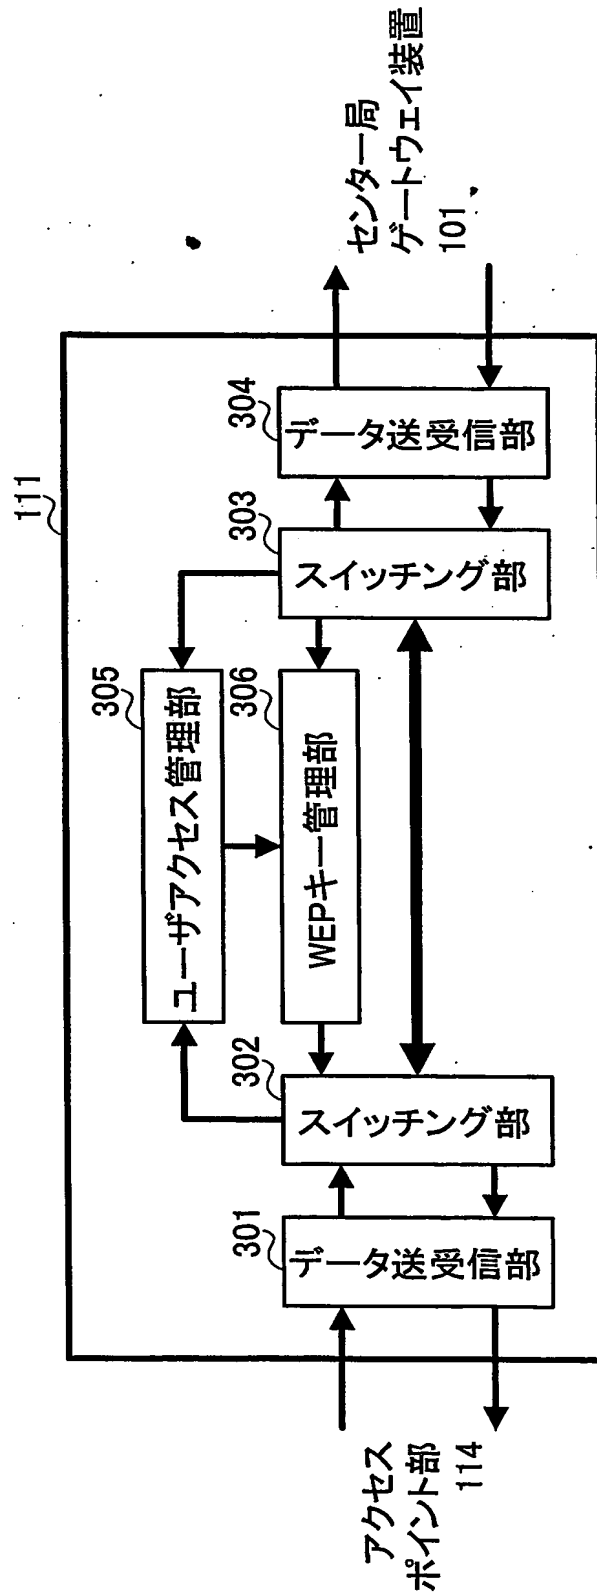 111
アクセス
ポイント部
114
301
データ送受信部
302
スイッチング部
305
ユーザアクセス管理部
306
WEPキー管理部
303
スイッチング部
304
データ送受信部
センター局
ゲートウェイ装置
101